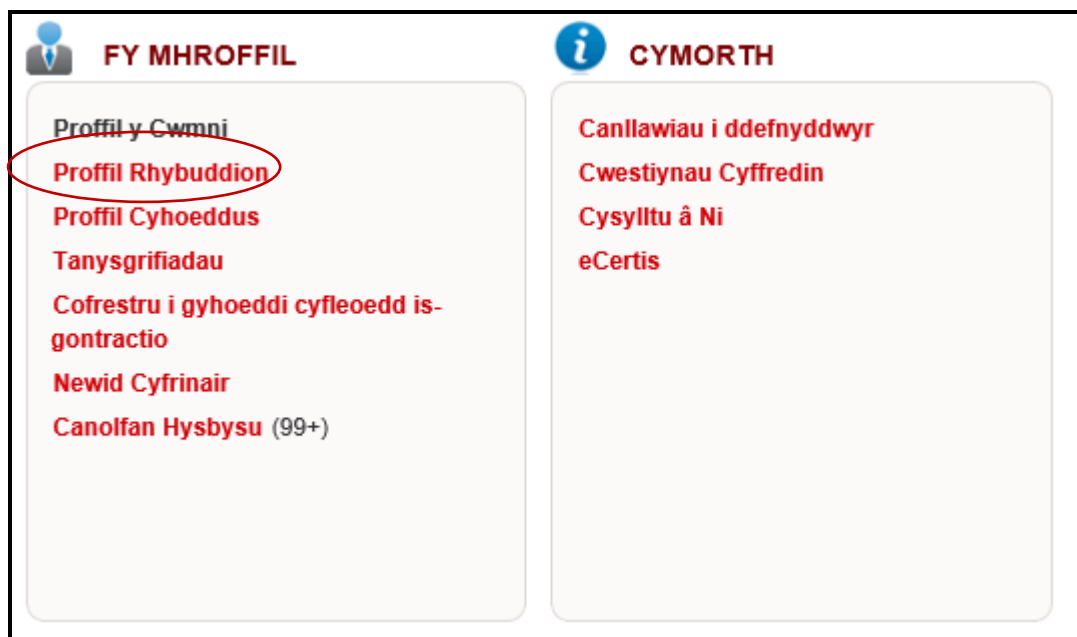 FY MHROFFIL
Proffil y Cwmni
Proffil Rhybuddion
Proffil Cyhoeddus
Tanysgrifiadau
Cofrestru i gyhoeddi cyfleoedd is-
gontractio
Newid Cyfrinair
Canolfan Hysbysu (99+)
CYMORTH
Canllawiau i ddefnyddwyr
Cwestiynau Cyffredin
Cysylltu â Ni
eCertis